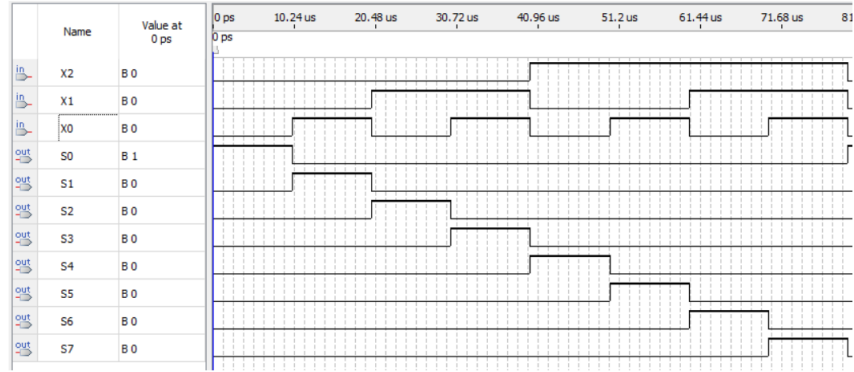 Name Value at 0 ps
0 ps 10.24 us 20.48 us 30.72 us 40.96 us 51.2 us 61.44 us 71.68 us 81
0 ps
in X2 B 0
in X1 B 0
in X0 B 0
out S0 B 1
out S1 B 0
out S2 B 0
out S3 B 0
out S4 B 0
out S5 B 0
out S6 B 0
out S7 B 0